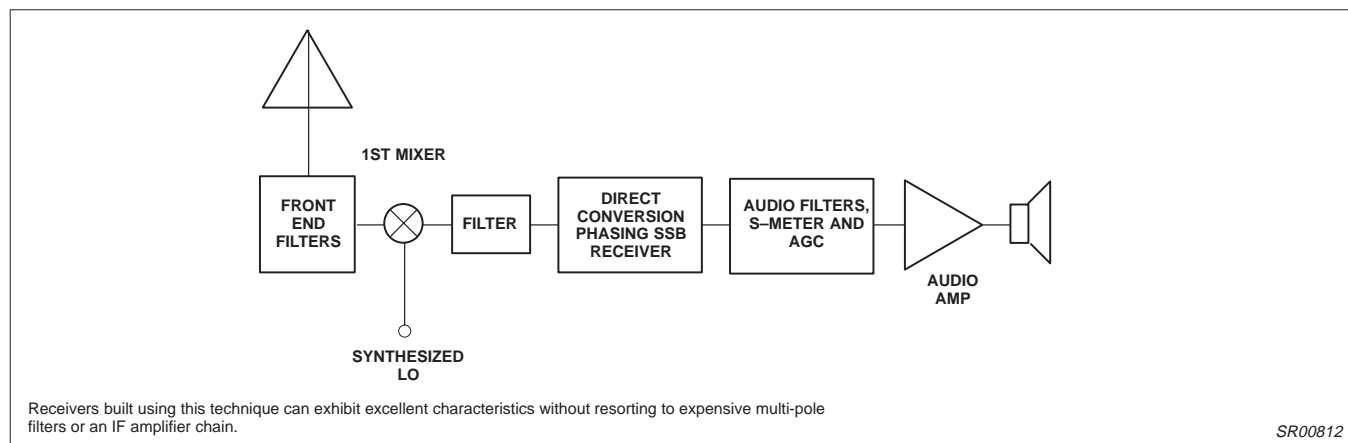 1ST MIXER
FRONT
END
FILTERS
FILTER
DIRECT
CONVERSION
PHASING SSB
RECEIVER
AUDIO FILTERS,
S–METER AND
AGC
AUDIO
AMP
SYNTHESIZED
LO
Receivers built using this technique can exhibit excellent characteristics without resorting to expensive multi-pole
filters or an IF amplifier chain.
SR00812